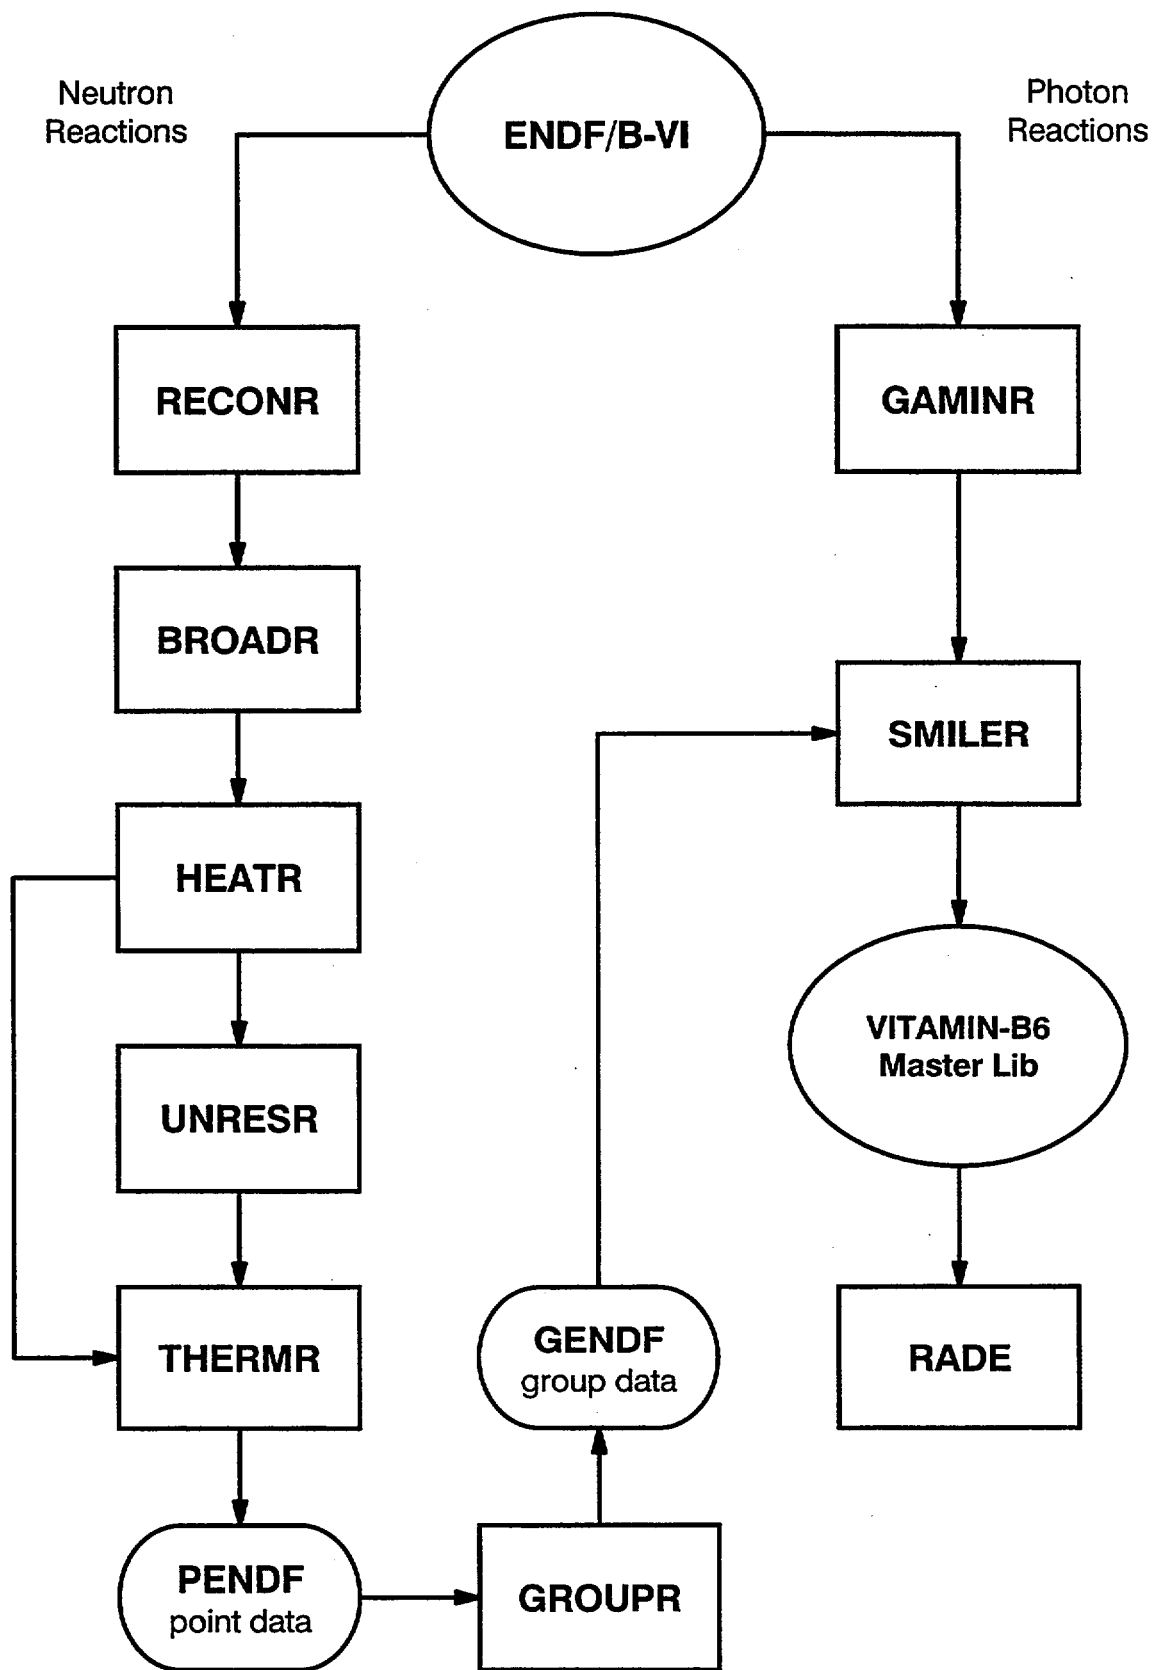 Neutron
Reactions
ENDF/B-VI
Photon
Reactions
RECONR
GAMINR
BROADR
SMILER
HEATR
VITAMIN-B6
Master Lib
UNRESR
THERMR
GENDF
group data
RADE
PENDF
point data
GROUPR